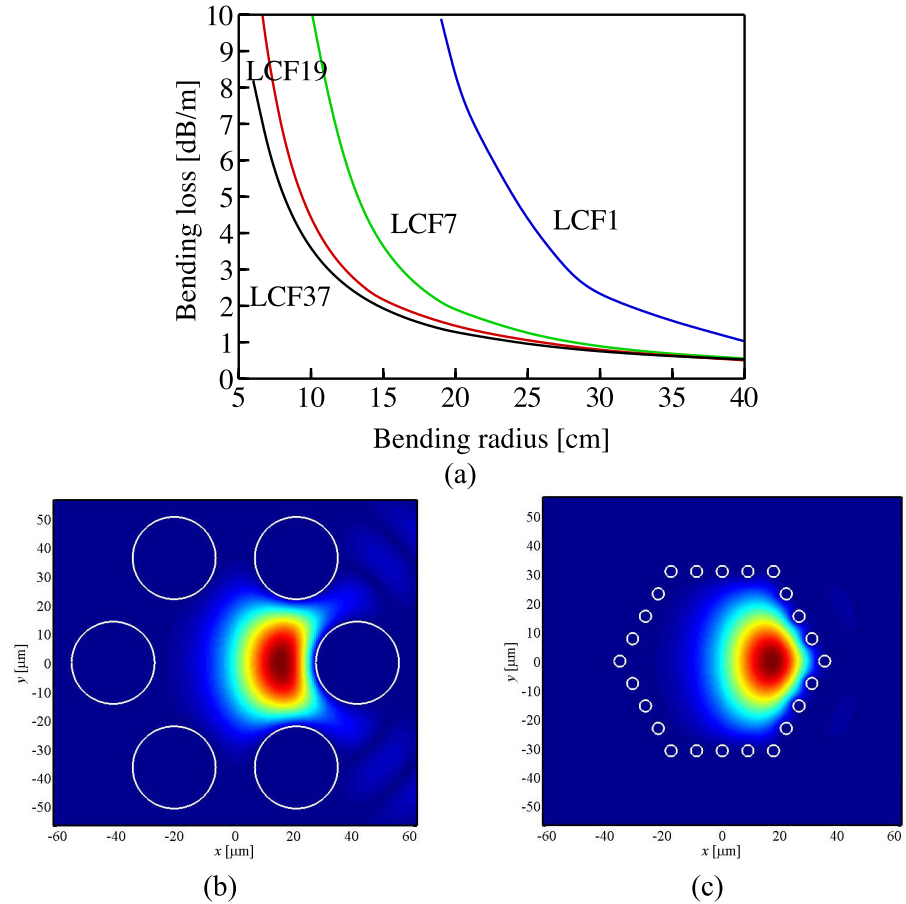 10
9
LCF19
8
7
6
5
LCF7
LCF1
4
3
LCF37
2
1
0
5 10 15 20 25 30 35 40
Bending loss [dB/m]
Bending radius [cm]
(a)
50
40
30
20
10
0
-10
-20
-30
-40
-50
y [μm]
-60 -40 -20 0 20 40 60
x [μm]
(b)
50
40
30
20
10
0
-10
-20
-30
-40
-50
y [μm]
-60 -40 -20 0 20 40 60
x [μm]
(c)